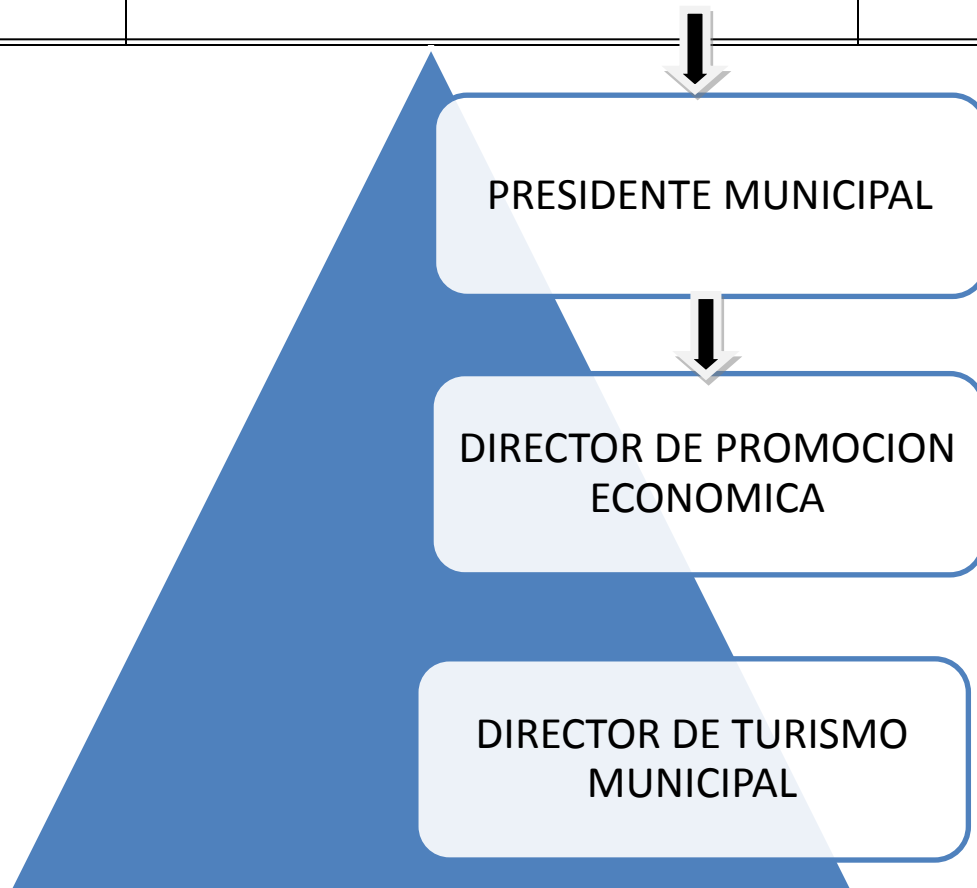 PRESIDENTE MUNICIPAL
DIRECTOR DE PROMOCION
ECONOMICA
DIRECTOR DE TURISMO
MUNICIPAL